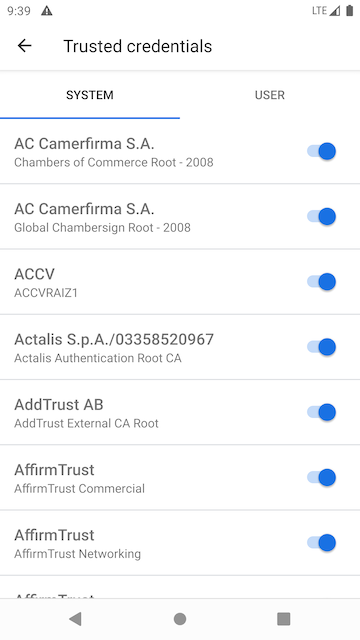 9:39
LTE
Trusted credentials
SYSTEM
USER
AC Camerfirma S.A.
Chambers of Commerce Root - 2008
AC Camerfirma S.A.
Global Chambersign Root - 2008
ACCV
ACCVRAIZ1
Actalis S.p.A./03358520967
Actalis Authentication Root CA
AddTrust AB
AddTrust External CA Root
AffirmTrust
AffirmTrust Commercial
AffirmTrust
AffirmTrust Networking
AffirmTrust